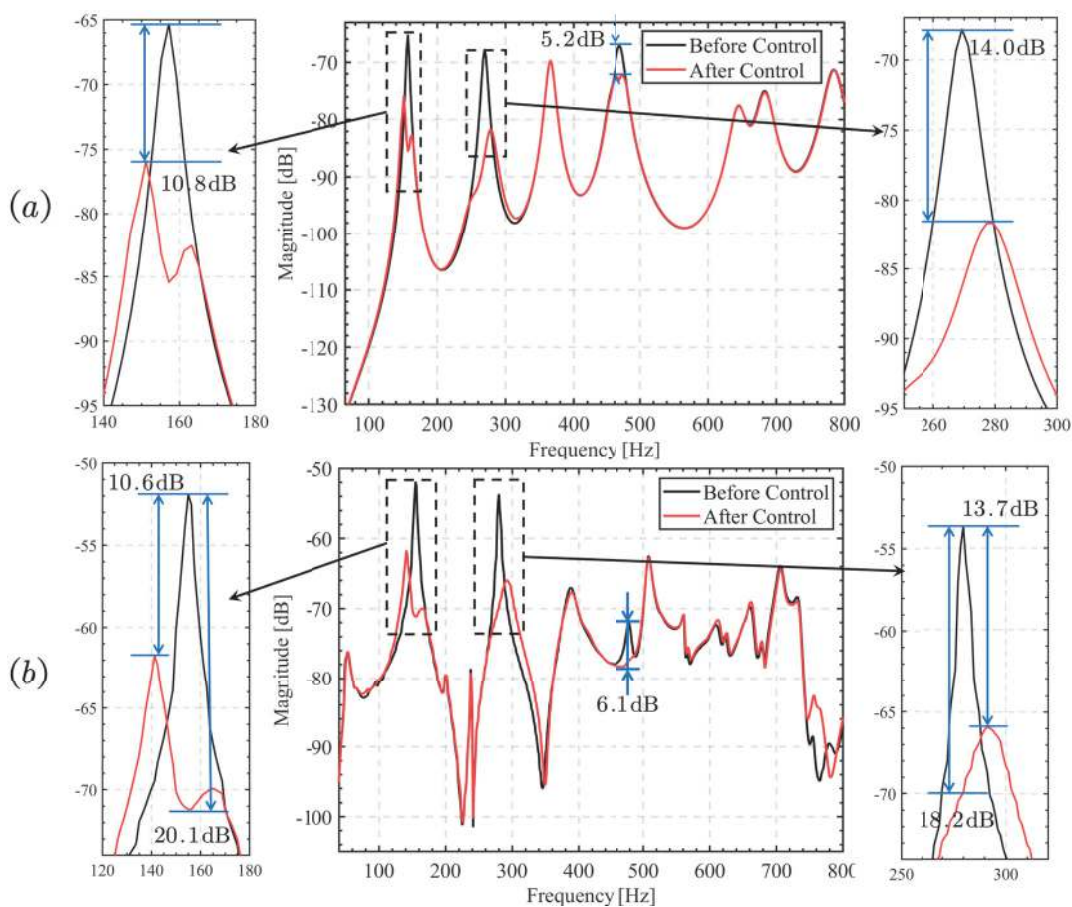 (a)
-65
-70
-75
-80
-85
-90
-95
10.8dB
140 160 180
Magnitude [dB]
-70
-80
-90
-100
-110
-120
-130
5.2dB
Before Control
After Control
100 200 300 400 500 600 700 800
Frequency [Hz]
-65
-70
-75
-80
-85
-90
-95
14.0dB
260 280 300
(b)
-50
-55
-60
-65
-70
10.6dB
20.1dB
120 140 160 180
Magritude [dB]
-50
-60
-70
-80
-90
-100
Before Control
After Control
6.1dB
100 200 300 400 500 600 700 800
Frequency [Hz]
-50
-55
-60
-65
-70
13.7dB
18.2dB
250 300